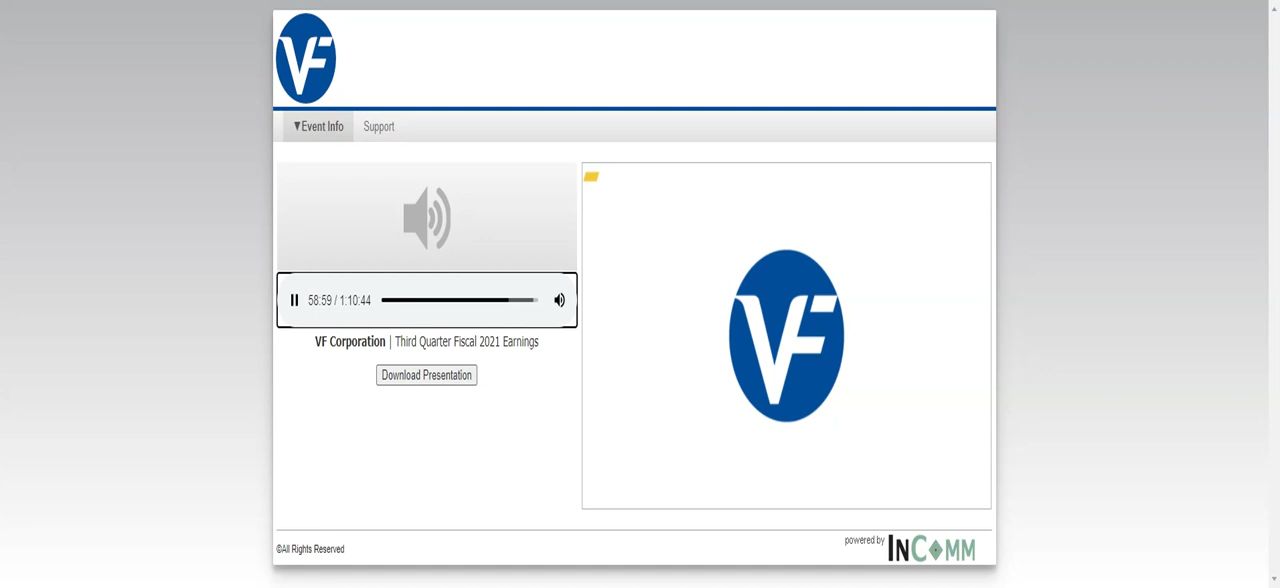 VF
▼Event Info
Support
58:59 / 1:10:44
VF Corporation | Third Quarter Fiscal 2021 Earnings
Download Presentation
VF
©All Rights Reserved
powered by INCOMM